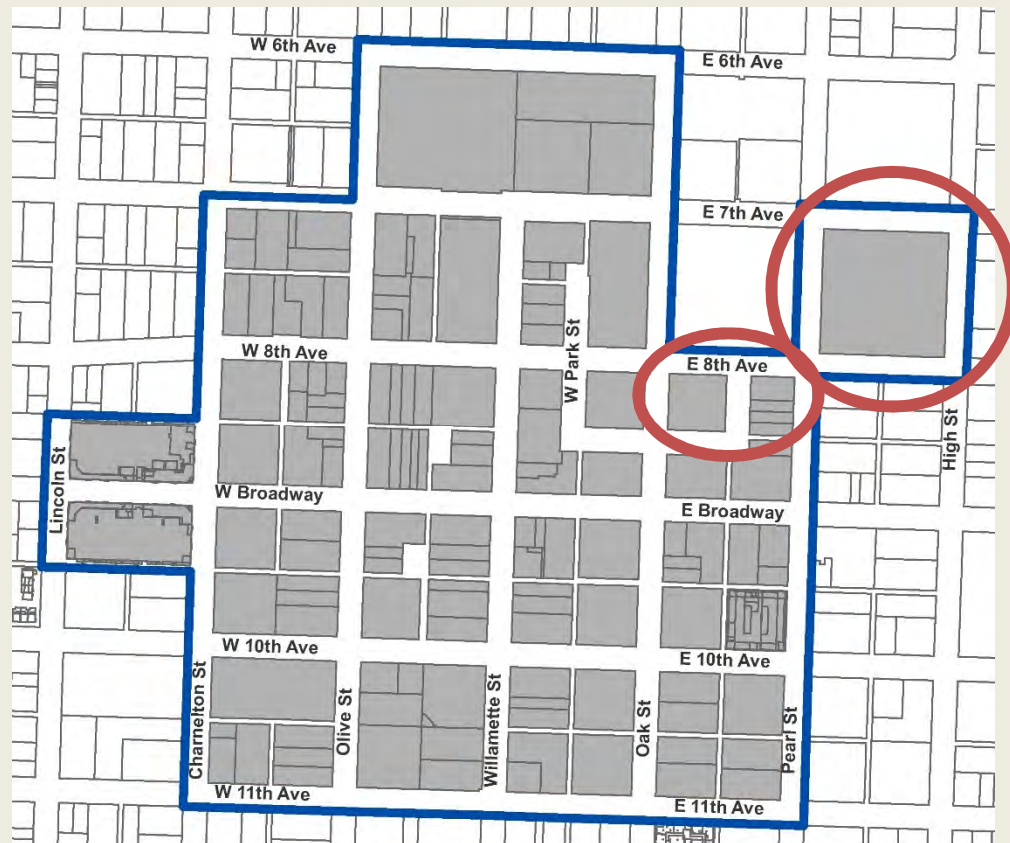 W 6th Ave
E 6th Ave
E 7th Ave
W 8th Ave
W Park St
E 8th Ave
Lincoln St
High St
W Broadway
E Broadway
W 10th Ave
E 10th Ave
Charnelton St
Olive St
Willamette St
Oak St
Pearl St
W 11th Ave
E 11th Ave